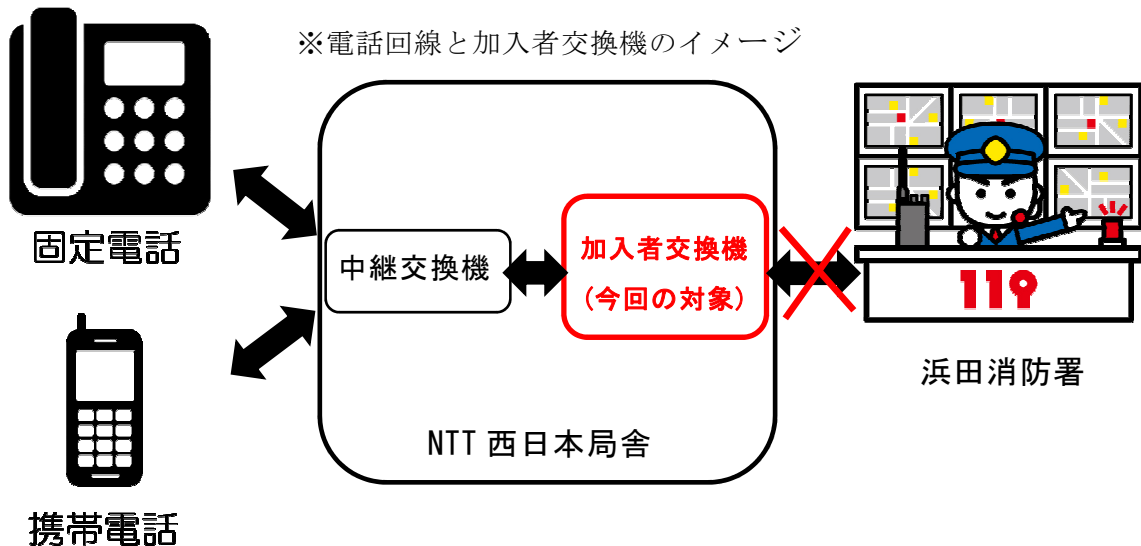 ※電話回線と加入者交換機のイメージ
固定電話
中継交換機
加入者交換機
(今回の対象)
119
浜田消防署
NTT 西日本局舎
携帯電話